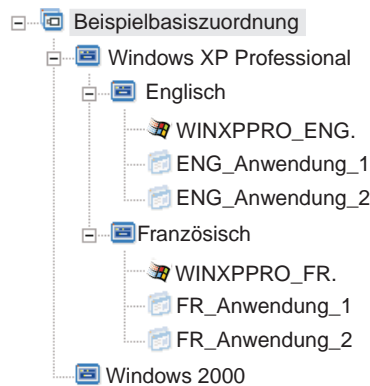 Beispielbasiszuordnung
Windows XP Professional
Englisch
WINXPPRO_ENG.
ENG_Anwendung_1
ENG_Anwendung_2
Französisch
WINXPPRO_FR.
FR_Anwendung_1
FR_Anwendung_2
Windows 2000